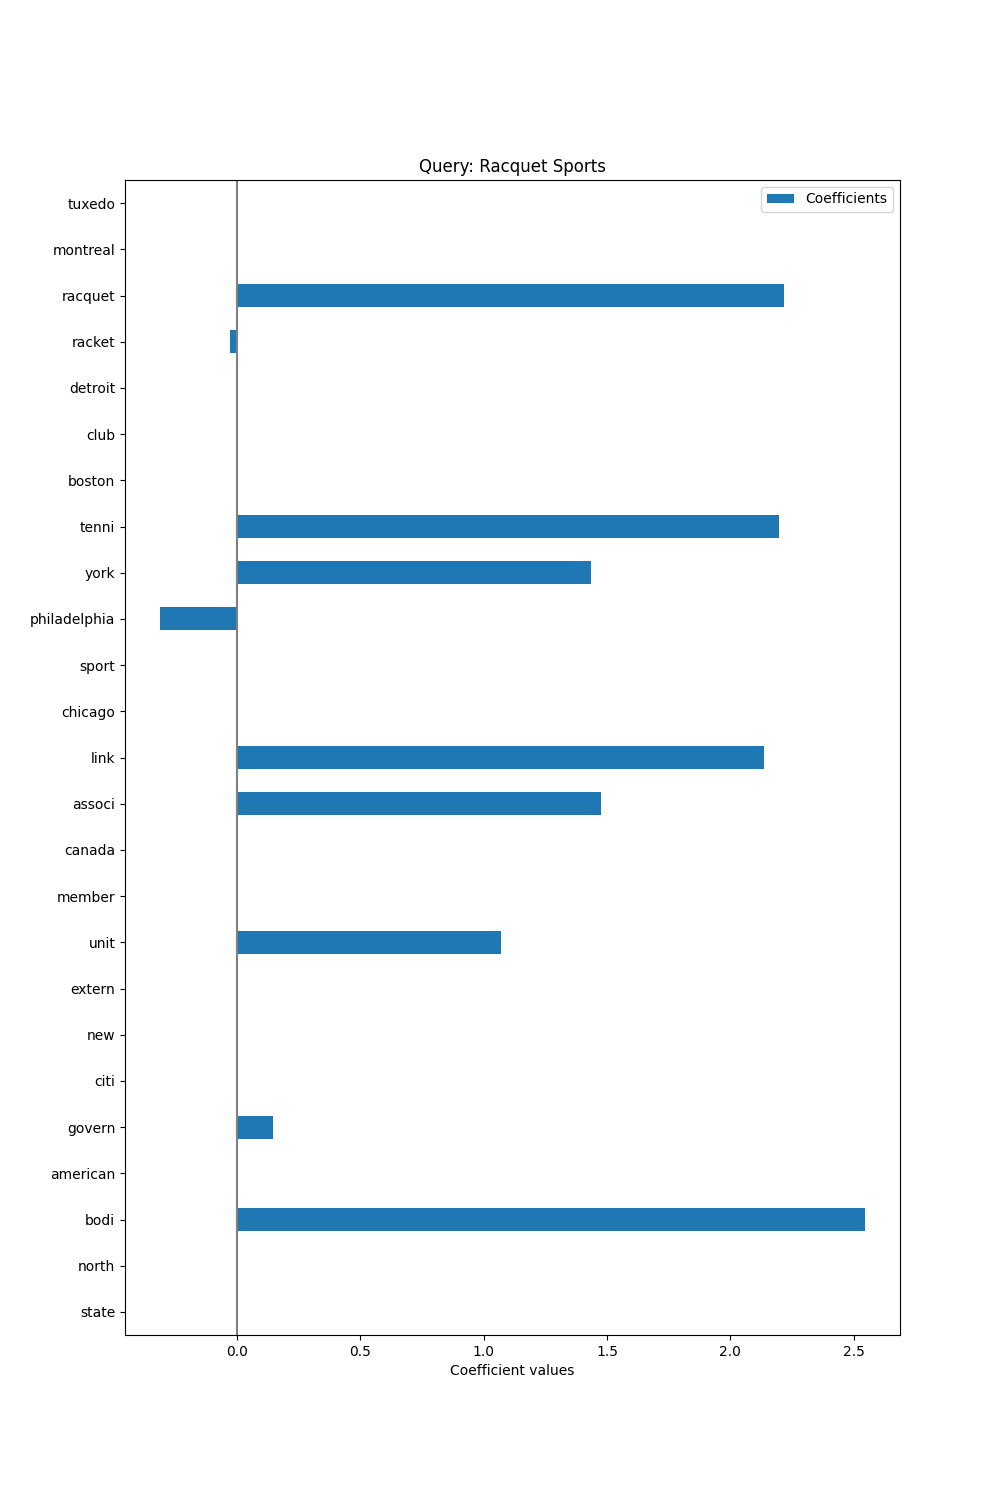 Query: Racquet Sports
Coefficients
tuxedo
montreal
racquet
racket
detroit
club
boston
tenni
york
philadelphia
sport
chicago
link
associ
canada
member
unit
extern
new
citi
govern
american
bodi
north
state
0.0 0.5 1.0 1.5 2.0 2.5
Coefficient values